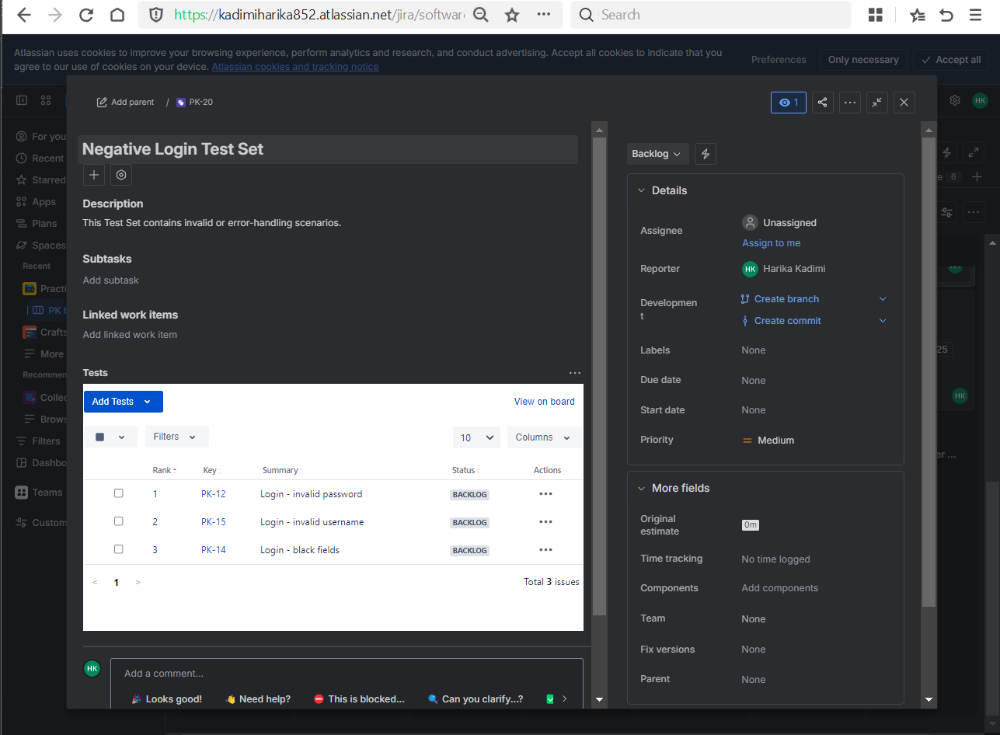 https://kadimiharika852.atlassian.net/jira/software
Search
Atlassian uses cookies to improve your browsing experience, perform analytics and research, and conduct advertising. Accept all cookies to indicate that you
agree to our use of cookies on your device. Atlassian cookies and tracking notice
Preferences
Only necessary
Accept all
Add parent / PK-20
1
HK
For you
Recent
Starred
Apps
Plans
Spaces
Recent
Practi
PK b
Crafts
More
Recommen
Collec
Brows
Filters
Dashbo
Teams
Custom
Negative Login Test Set
Description
This Test Set contains invalid or error-handling scenarios.
Subtasks
Add subtask
Linked work items
Add linked work item
Tests
Add Tests
View on board
Filters
10
Columns
Rank Key Summary Status Actions
1 PK-12 Login - invalid password BACKLOG
2 PK-15 Login - invalid username BACKLOG
3 PK-14 Login - black fields BACKLOG
< 1 >
Total 3 issues
HK
Add a comment...
Looks good!
Need help?
This is blocked...
Can you clarify...?
Backlog
Details
Assignee
Unassigned
Assign to me
Reporter
HK Harika Kadimi
Developmen
t
Create branch
Create commit
Labels None
Due date None
Start date None
Priority Medium
More fields
Original
estimate
0m
Time tracking No time logged
Components Add components
Team None
Fix versions None
Parent None
e 6
HK
25
HK
er ...